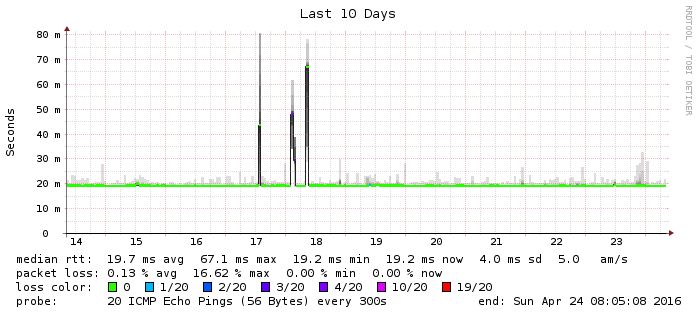 Last 10 Days
RRDTOOL / TOBI OETIKER
Seconds
80 m
70 m
60 m
50 m
40 m
30 m
20 m
10 m
0
14 15 16 17 18 19 20 21 22 23
median rtt: 19.7 ms avg 67.1 ms max 19.2 ms min 19.2 ms now 4.0 ms sd 5.0 am/s
packet loss: 0.13 % avg 16.62 % max 0.00 % min 0.00 % now
loss color: 0 1/20 2/20 3/20 4/20 10/20 19/20
probe: 20 ICMP Echo Pings (56 Bytes) every 300s end: Sun Apr 24 08:05:08 2016